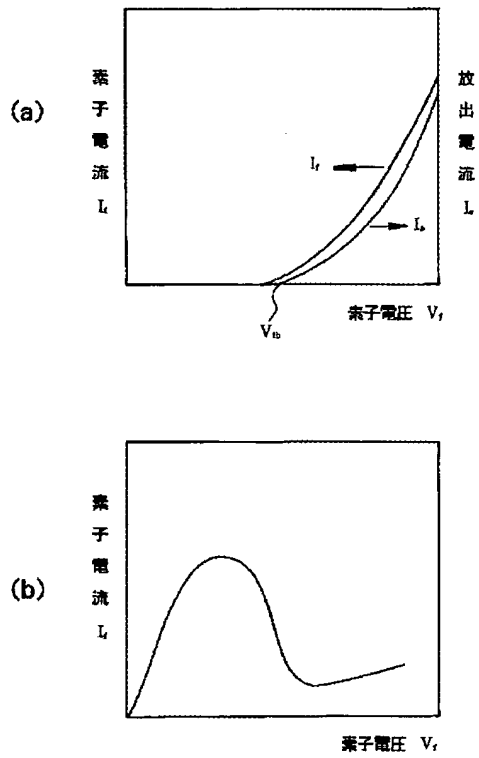 (a)
素子電流 If
放出電流 Ie
If
Ie
Vth
素子電圧 Vf
(b)
素子電流 If
素子電圧 Vf